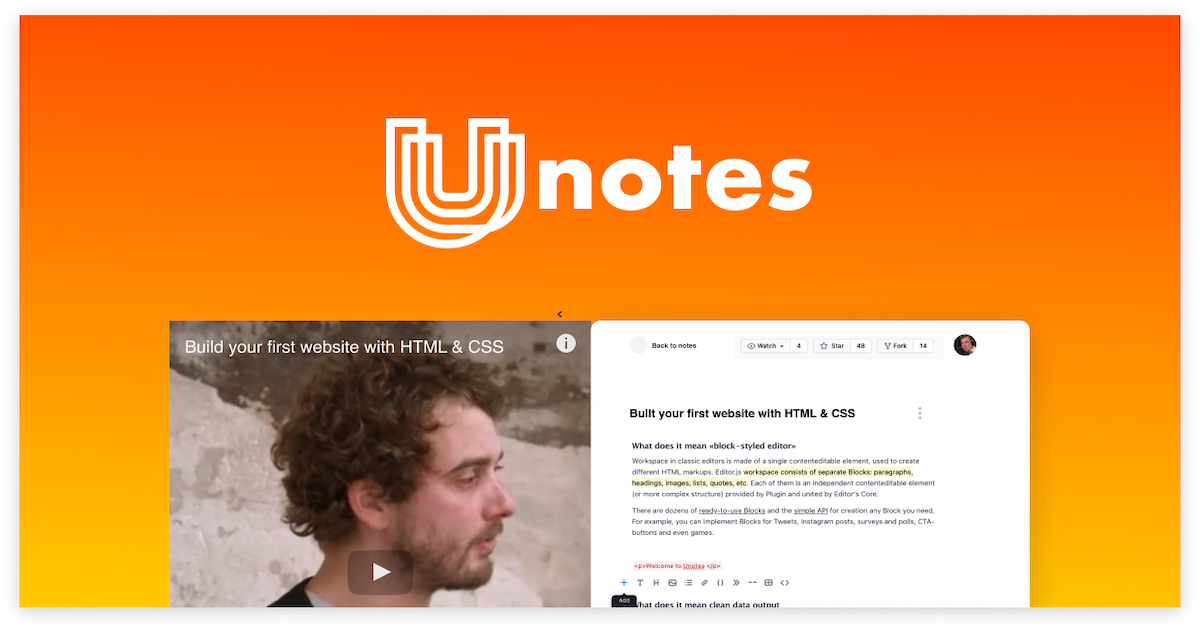 Unotes
<
Build your first website with HTML & CSS
i
Back to notes
Watch 4 Star 48 Fork 14
Built your first website with HTML & CSS
What does it mean «block-styled editor»
Workspace in classic editors is made of a single contenteditable element, used to create
different HTML markups. Editor.js workspace consists of separate Blocks: paragraphs,
headings, images, lists, quotes, etc. Each of them is an independent contenteditable element
(or more complex structure) provided by Plugin and united by Editor's Core.
There are dozens of ready-to-use Blocks and the simple API for creation any Block you need.
For example, you can implement Blocks for Tweets, Instagram posts, surveys and polls, CTA-
buttons and even games.
<p>Welcome to Unotes </p>
T H
Add
What does it mean clean data output